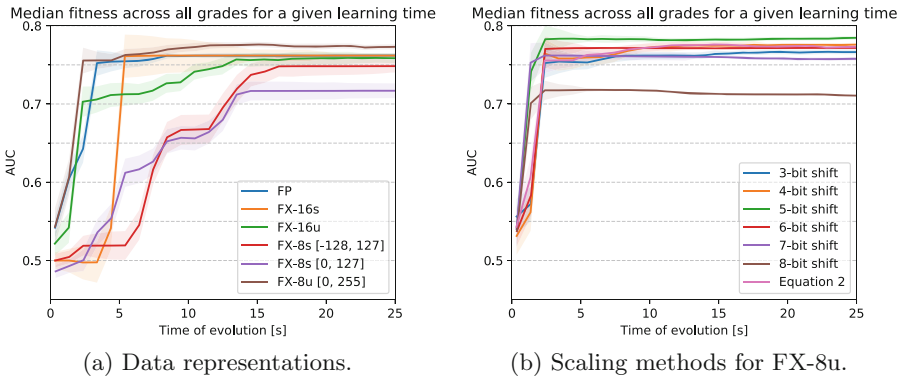 Median fitness across all grades for a given learning time
0.8
0.7
0.6
0.5
AUC
0
5
10
15
20
25
Time of evolution [s]
FP
FX-16s
FX-16u
FX-8s [-128, 127]
FX-8s [0, 127]
FX-8u [0, 255]
(a) Data representations.
Median fitness across all grades for a given learning time
0.8
0.7
0.6
0.5
AUC
0
5
10
15
20
25
Time of evolution [s]
3-bit shift
4-bit shift
5-bit shift
6-bit shift
7-bit shift
8-bit shift
Equation 2
(b) Scaling methods for FX-8u.